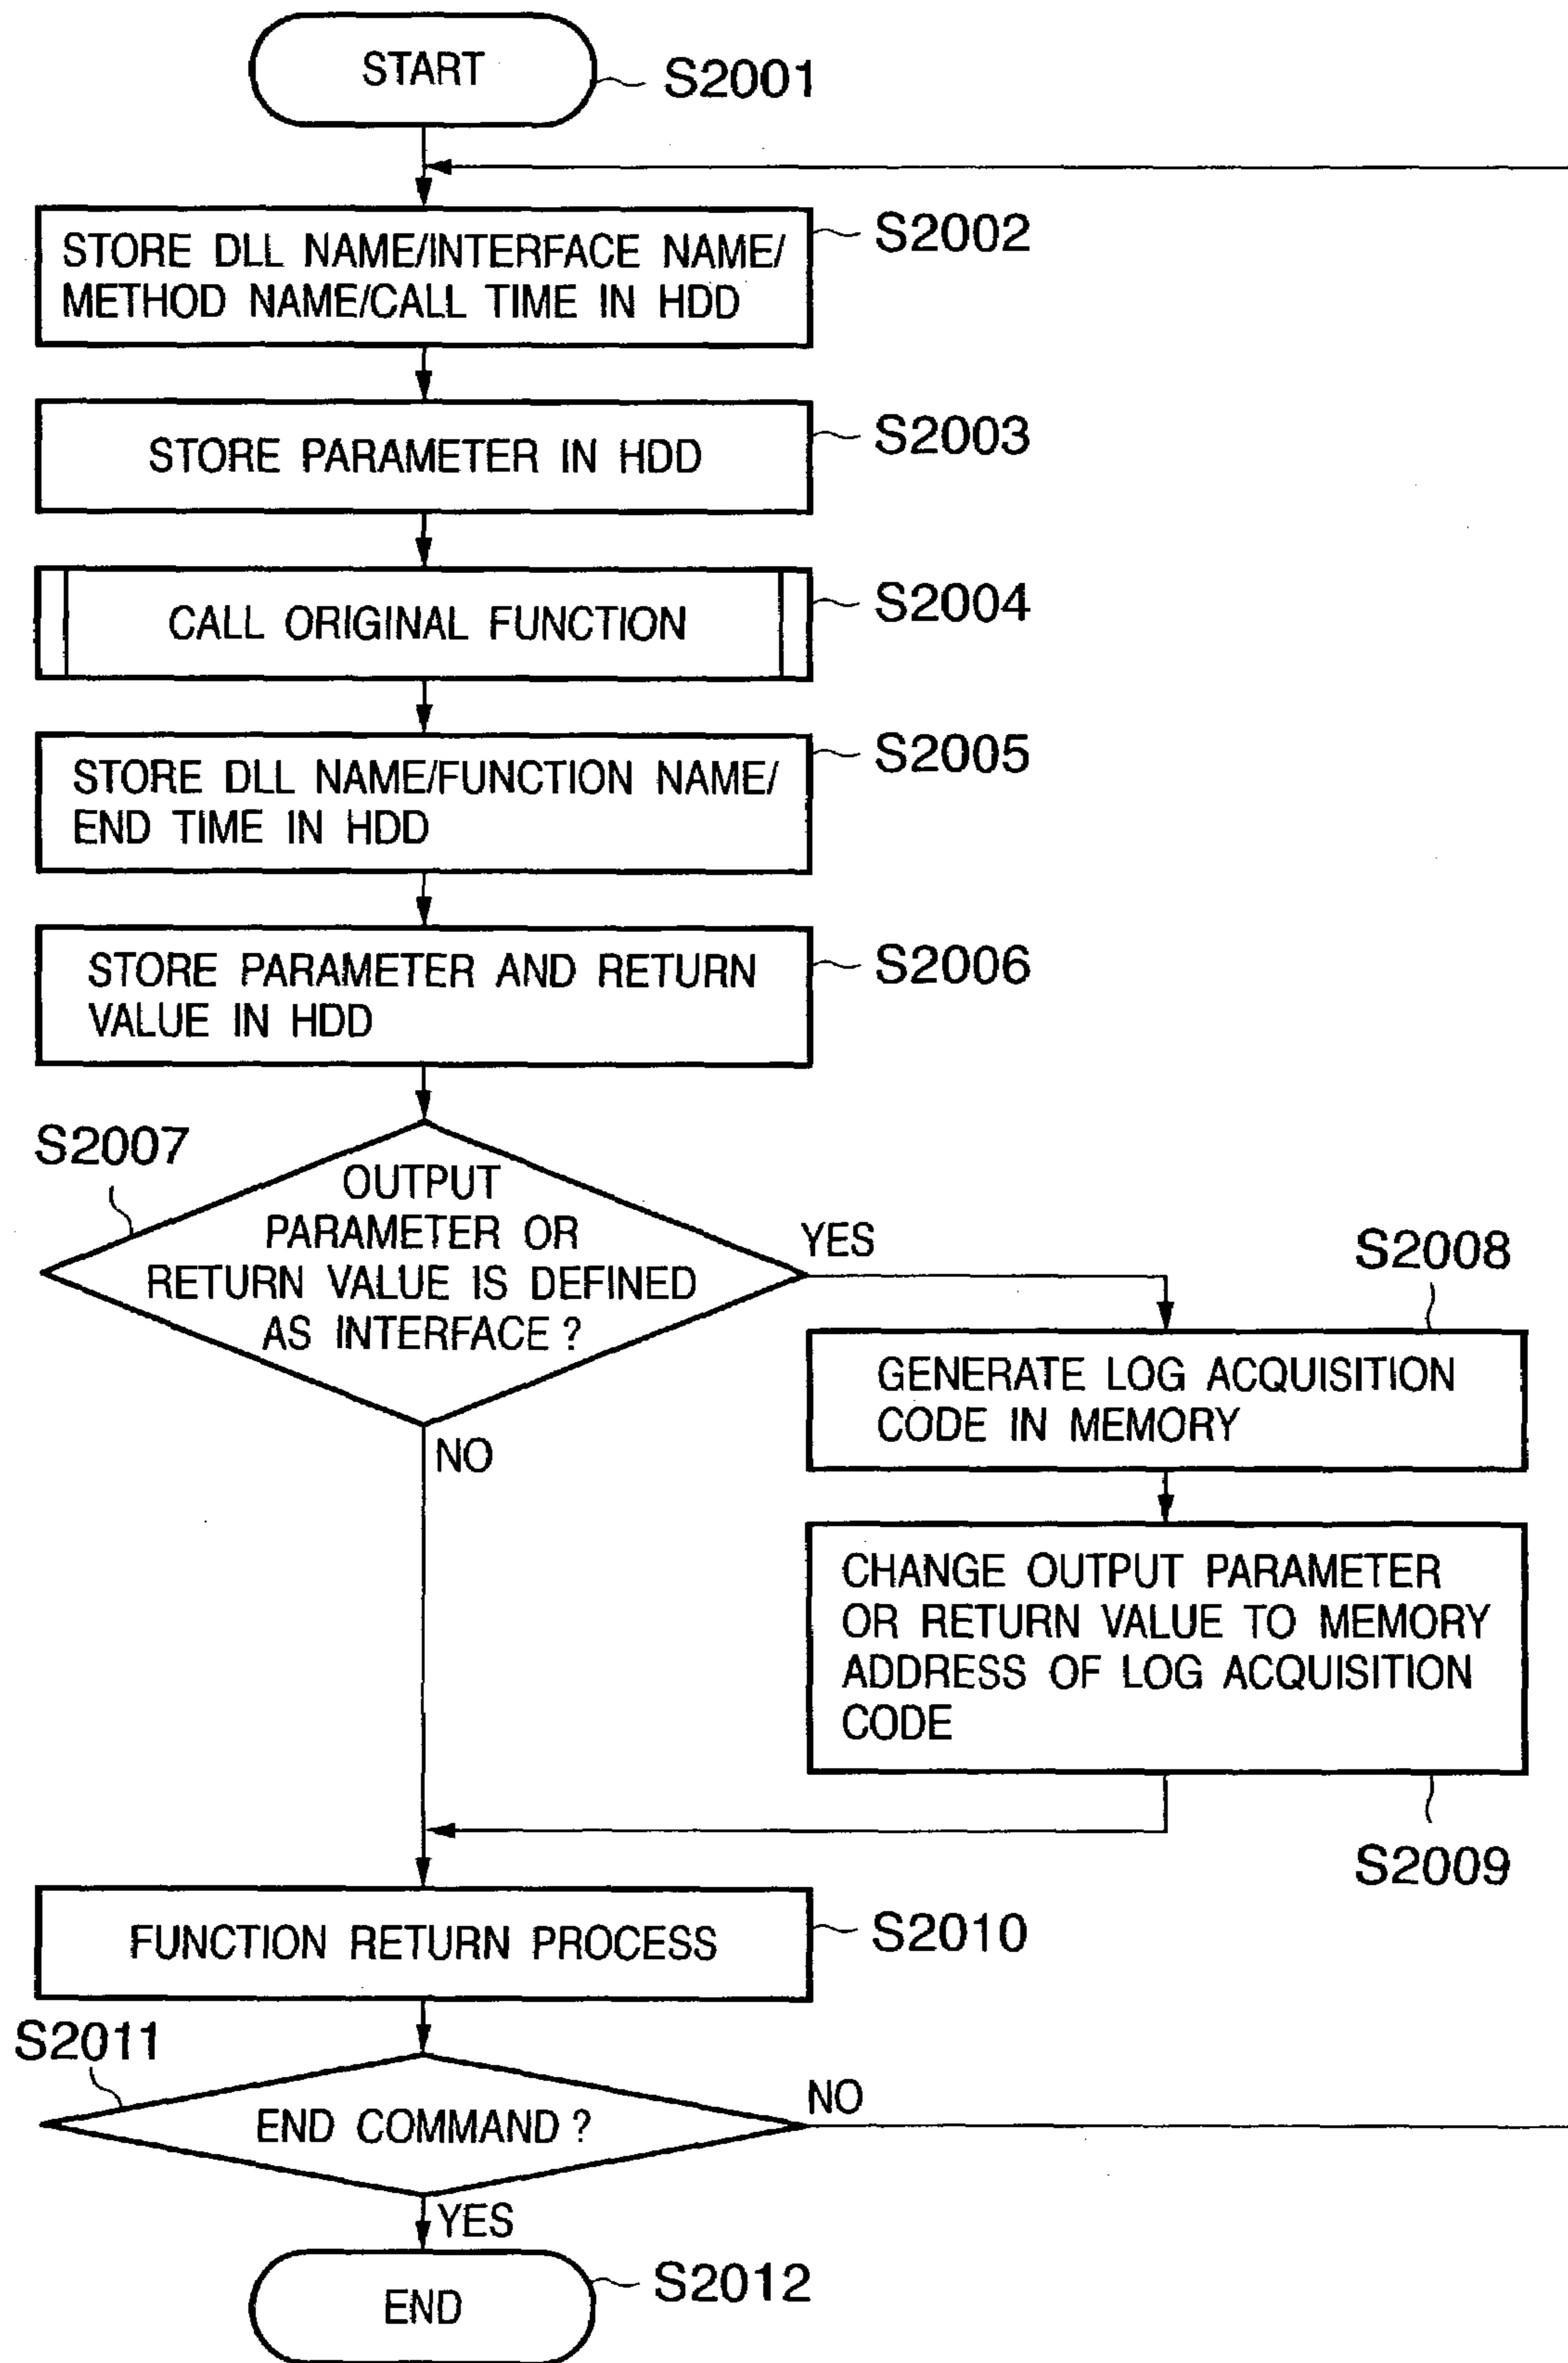 START
S2001
STORE DLL NAME/INTERFACE NAME/
METHOD NAME/CALL TIME IN HDD
S2002
STORE PARAMETER IN HDD
S2003
CALL ORIGINAL FUNCTION
S2004
STORE DLL NAME/FUNCTION NAME/
END TIME IN HDD
S2005
STORE PARAMETER AND RETURN
VALUE IN HDD
S2006
S2007
OUTPUT
PARAMETER OR
RETURN VALUE IS DEFINED
AS INTERFACE ?
YES
NO
S2008
GENERATE LOG ACQUISITION
CODE IN MEMORY
CHANGE OUTPUT PARAMETER
OR RETURN VALUE TO MEMORY
ADDRESS OF LOG ACQUISITION
CODE
S2009
FUNCTION RETURN PROCESS
S2010
S2011
END COMMAND ?
NO
YES
END
S2012